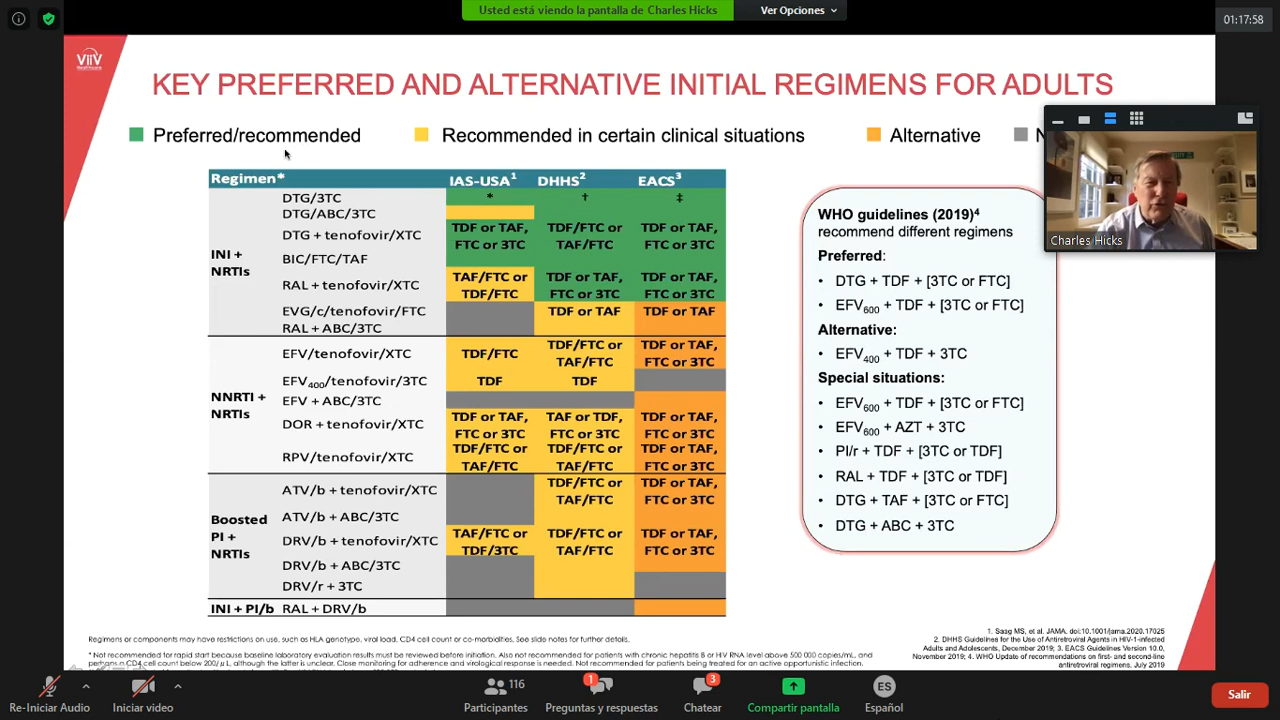 Usted está viendo la pantalla de Charles Hicks
Ver Opciones
01:17:58
ViiV
Healthcare
KEY PREFERRED AND ALTERNATIVE INITIAL REGIMENS FOR ADULTS
Preferred/recommended
Recommended in certain clinical situations
Alternative
N
Charles Hicks
Regimen* IAS-USA1 DHHS2 EACS3
INI + NRTIs
DTG/3TC * † ‡
DTG/ABC/3TC
DTG + tenofovir/XTC TDF or TAF, FTC or 3TC TDF/FTC or TAF/FTC TDF or TAF, FTC or 3TC
BIC/FTC/TAF
RAL + tenofovir/XTC TAF/FTC or TDF/FTC TDF or TAF, FTC or 3TC TDF or TAF, FTC or 3TC
EVG/c/tenofovir/FTC TDF or TAF TDF or TAF
RAL + ABC/3TC
NNRTI + NRTIs
EFV/tenofovir/XTC TDF/FTC TDF/FTC or TAF/FTC TDF or TAF, FTC or 3TC
EFV400/tenofovir/3TC TDF TDF
EFV + ABC/3TC
DOR + tenofovir/XTC TDF or TAF, FTC or 3TC TAF or TDF, FTC or 3TC TDF or TAF, FTC or 3TC
RPV/tenofovir/XTC TDF/FTC or TAF/FTC TDF/FTC or TAF/FTC TDF or TAF, FTC or 3TC
Boosted PI + NRTIs
ATV/b + tenofovir/XTC TDF/FTC or TAF/FTC TDF or TAF, FTC or 3TC
ATV/b + ABC/3TC
DRV/b + tenofovir/XTC TAF/FTC or TDF/3TC TDF/FTC or TAF/FTC TDF or TAF, FTC or 3TC
DRV/b + ABC/3TC
DRV/r + 3TC
INI + PI/b RAL + DRV/b
WHO guidelines (2019)4
recommend different regimens
Preferred:
• DTG + TDF + [3TC or FTC]
• EFV600 + TDF + [3TC or FTC]
Alternative:
• EFV400 + TDF + 3TC
Special situations:
• EFV600 + TDF + [3TC or FTC]
• EFV600 + AZT + 3TC
• PI/r + TDF + [3TC or TDF]
• RAL + TDF + [3TC or TDF]
• DTG + TAF + [3TC or FTC]
• DTG + ABC + 3TC
Regimens or components may have restrictions on use, such as HLA genotype, viral load, CD4 cell count or co-morbidities. See slide notes for further details.
* Not recommended for rapid start because baseline laboratory evaluation results must be reviewed before initiation. Also not recommended for patients with chronic hepatitis B or HIV RNA level above 500 000 copies/mL, and
perhaps a CD4 cell count below 200/µL, although the latter is unclear. Close monitoring for adherence and virological response is needed. Not recommended for patients being treated for an active opportunistic infection.
1. Saag MS, et al. JAMA. doi:10.1001/jama.2020.17025
2. DHHS Guidelines for the Use of Antiretroviral Agents in HIV-1-infected
Adults and Adolescents, December 2019; 3. EACS Guidelines Version 10.0,
November 2019; 4. WHO Update of recommendations on first- and second-line
antiretroviral regimens, July 2019
Re-Iniciar Audio
Iniciar video
116
Participantes
1
Preguntas y respuestas
3
Chatear
Compartir pantalla
ES
Español
Salir